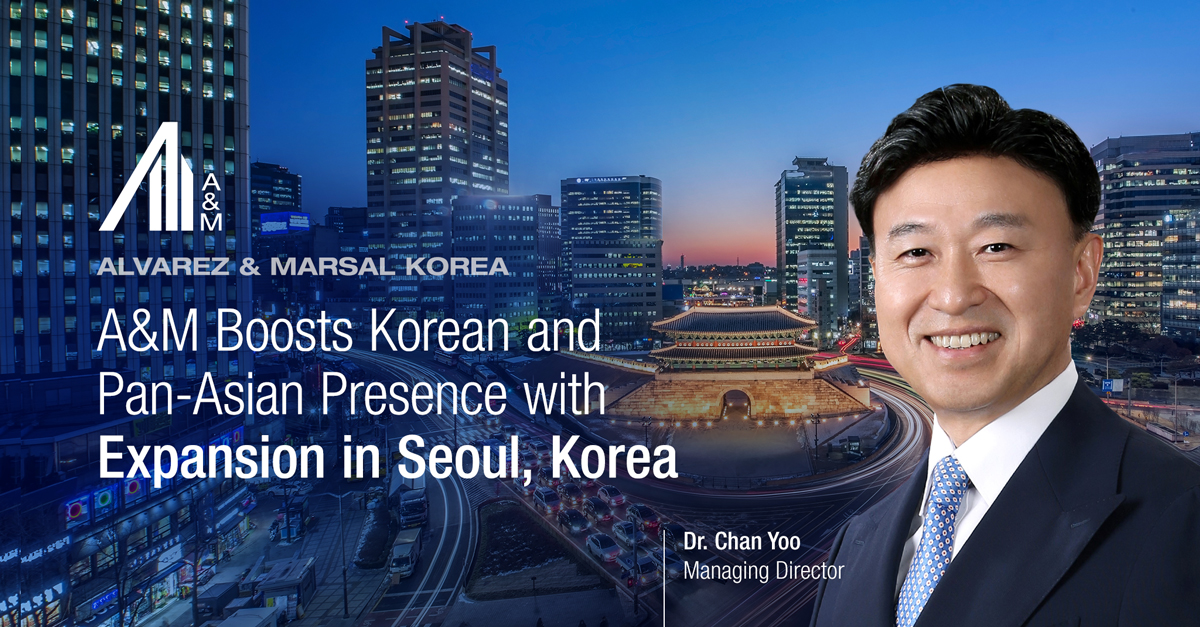 A
&
M
ALVAREZ & MARSAL KOREA
A&M Boosts Korean and
Pan-Asian Presence with
Expansion in Seoul, Korea
Dr. Chan Yoo
Managing Director